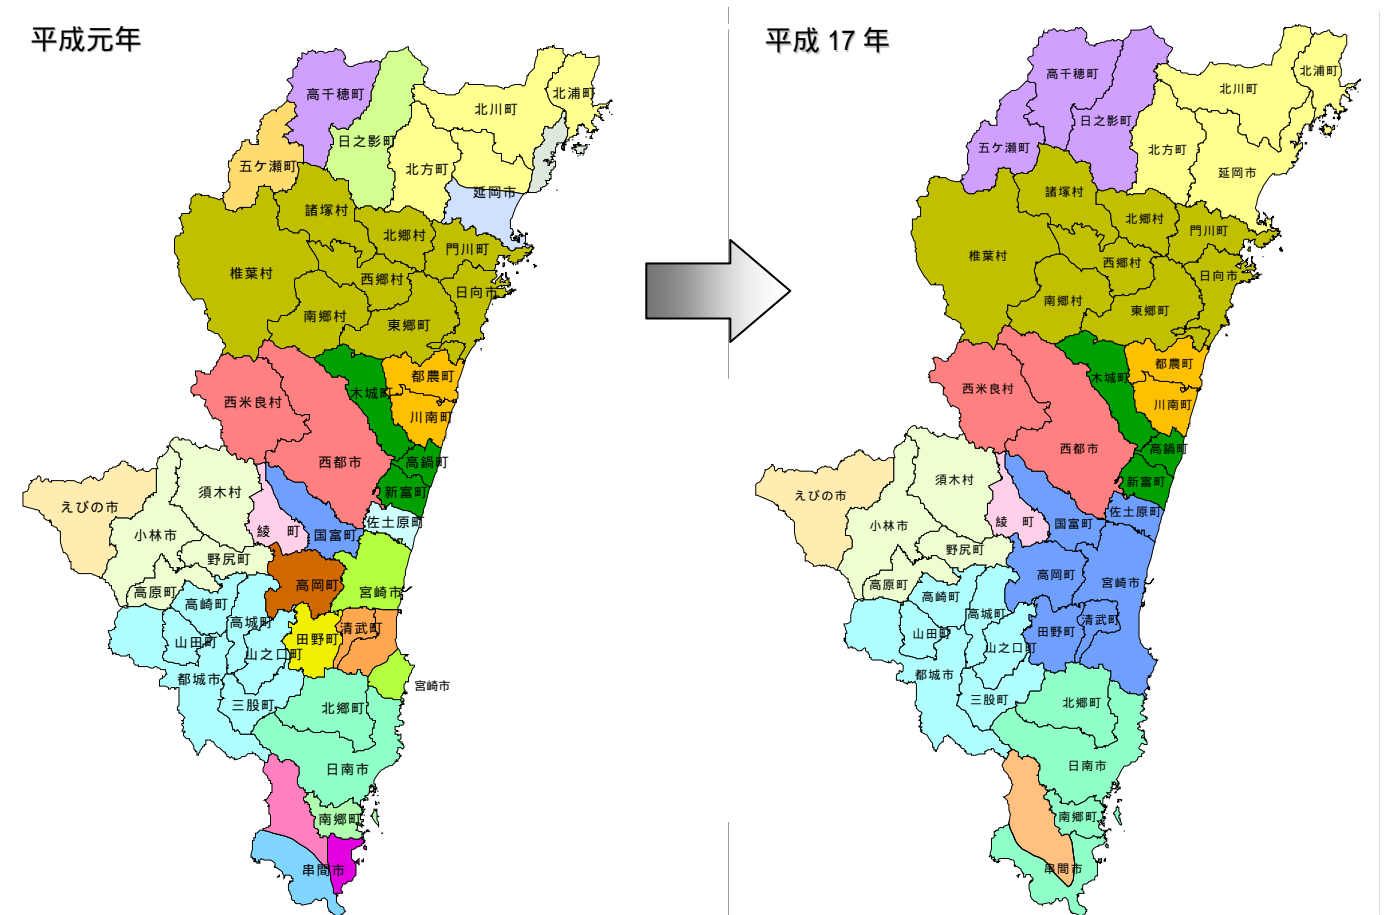 平成元年
高千穂町
北川町
北浦町
日之影町
五ケ瀬町
北方町
延岡市
諸塚村
北郷村
門川町
椎葉村
西郷村
日向市
南郷村
東郷町
都農町
木城町
西米良村
川南町
西都市
高鍋町
須木村
新富町
えびの市
佐土原町
小林市
綾　町
国富町
野尻町
高岡町
高原町
宮崎市
高崎町
高城町
清武町
山田町
田野町
山之口町
都城市
宮崎市
三股町
北郷町
日南市
南郷町
串間市
平成 17 年
高千穂町
北浦町
北川町
日之影町
五ケ瀬町
北方町
延岡市
諸塚村
北郷村
門川町
椎葉村
西郷村
日向市
南郷村
東郷町
都農町
木城町
西米良村
川南町
西都市
高鍋町
須木村
新富町
えびの市
佐土原町
小林市
綾　町
国富町
野尻町
高岡町
高原町
宮崎市
高崎町
高城町
清武町
山田町
田野町
山之口町
都城市
三股町
北郷町
日南市
南郷町
串間市